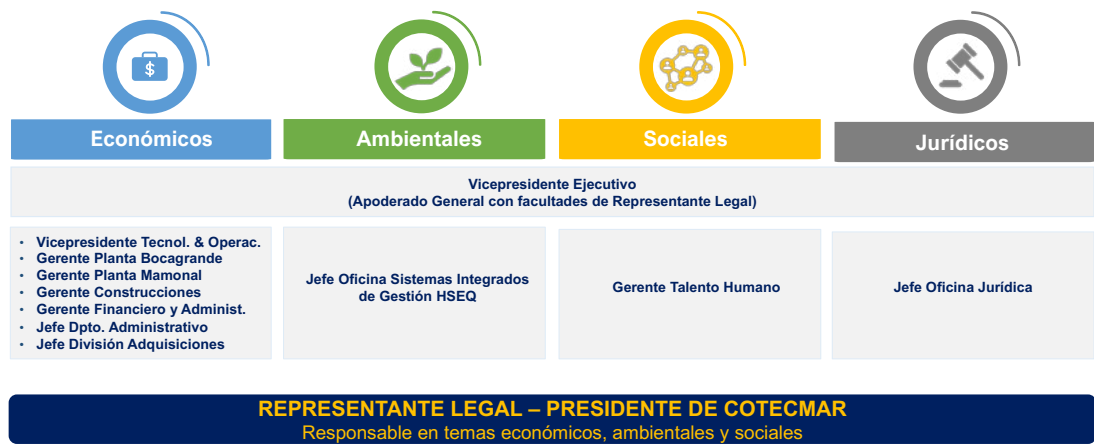 $
Económicos
Ambientales
Sociales
Jurídicos
Vicepresidente Ejecutivo
(Apoderado General con facultades de Representante Legal)
• Vicepresidente Tecnol. & Operac.
• Gerente Planta Bocagrande
• Gerente Planta Mamonal
• Gerente Construcciones
• Gerente Financiero y Administ.
• Jefe Dpto. Administrativo
• Jefe División Adquisiciones
Jefe Oficina Sistemas Integrados
de Gestión HSEQ
Gerente Talento Humano
Jefe Oficina Jurídica
REPRESENTANTE LEGAL – PRESIDENTE DE COTECMAR
Responsable en temas económicos, ambientales y sociales